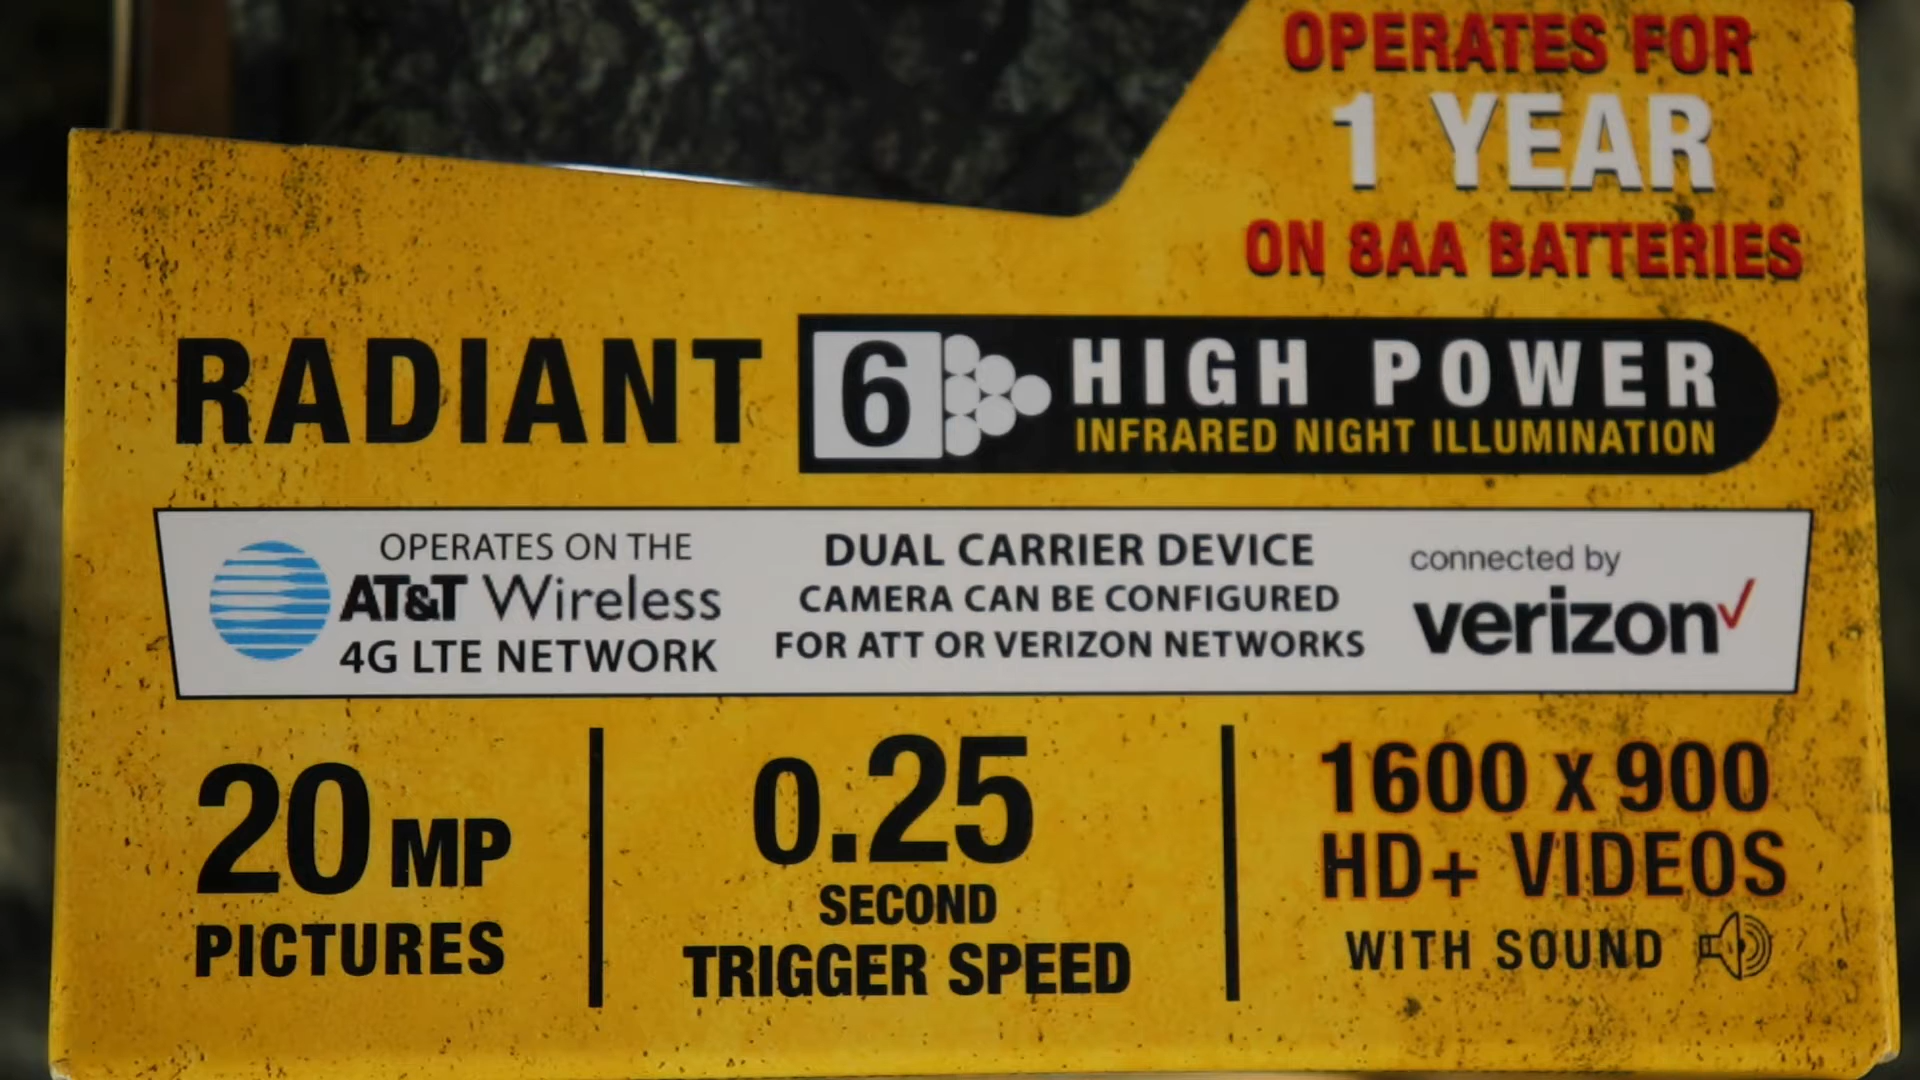 OPERATES FOR
1 YEAR
ON 8AA BATTERIES
RADIANT
6
HIGH POWER
INFRARED NIGHT ILLUMINATION
OPERATES ON THE
AT&T Wireless
4G LTE NETWORK
DUAL CARRIER DEVICE
CAMERA CAN BE CONFIGURED
FOR ATT OR VERIZON NETWORKS
connected by
verizon
20 MP
PICTURES
0.25
SECOND
TRIGGER SPEED
1600 x 900
HD+ VIDEOS
WITH SOUND